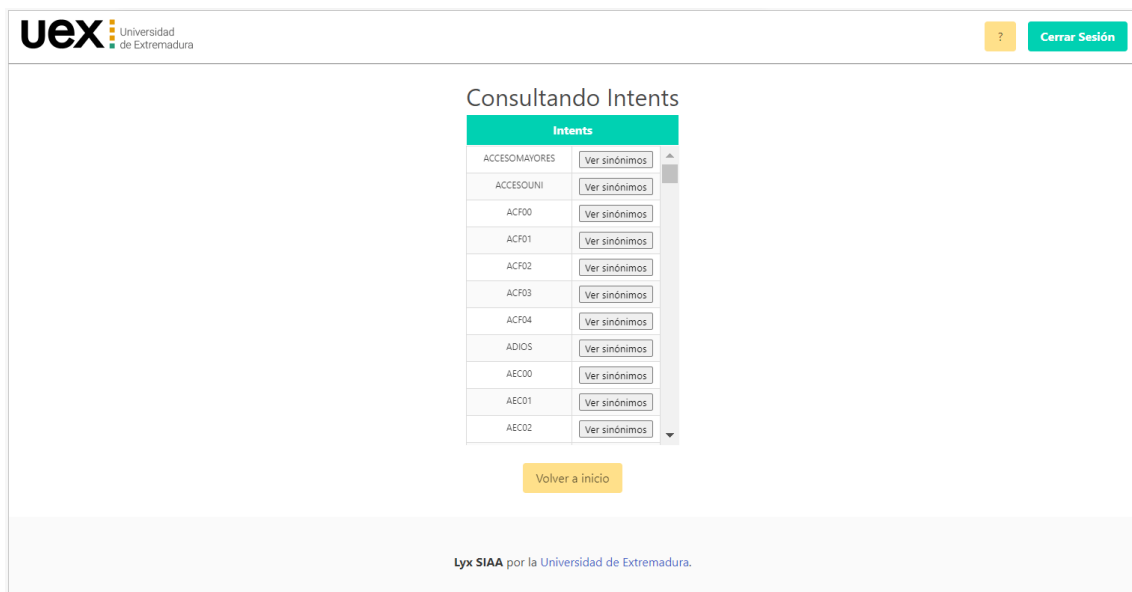 uex Universidad
de Extremadura
? Cerrar Sesión
Consultando Intents
Intents
ACCESOMAYORES Ver sinónimos
ACCESOUNI Ver sinónimos
ACF00 Ver sinónimos
ACF01 Ver sinónimos
ACF02 Ver sinónimos
ACF03 Ver sinónimos
ACF04 Ver sinónimos
ADIOS Ver sinónimos
AEC00 Ver sinónimos
AEC01 Ver sinónimos
AEC02 Ver sinónimos
Volver a inicio
Lyx SIAA por la Universidad de Extremadura.